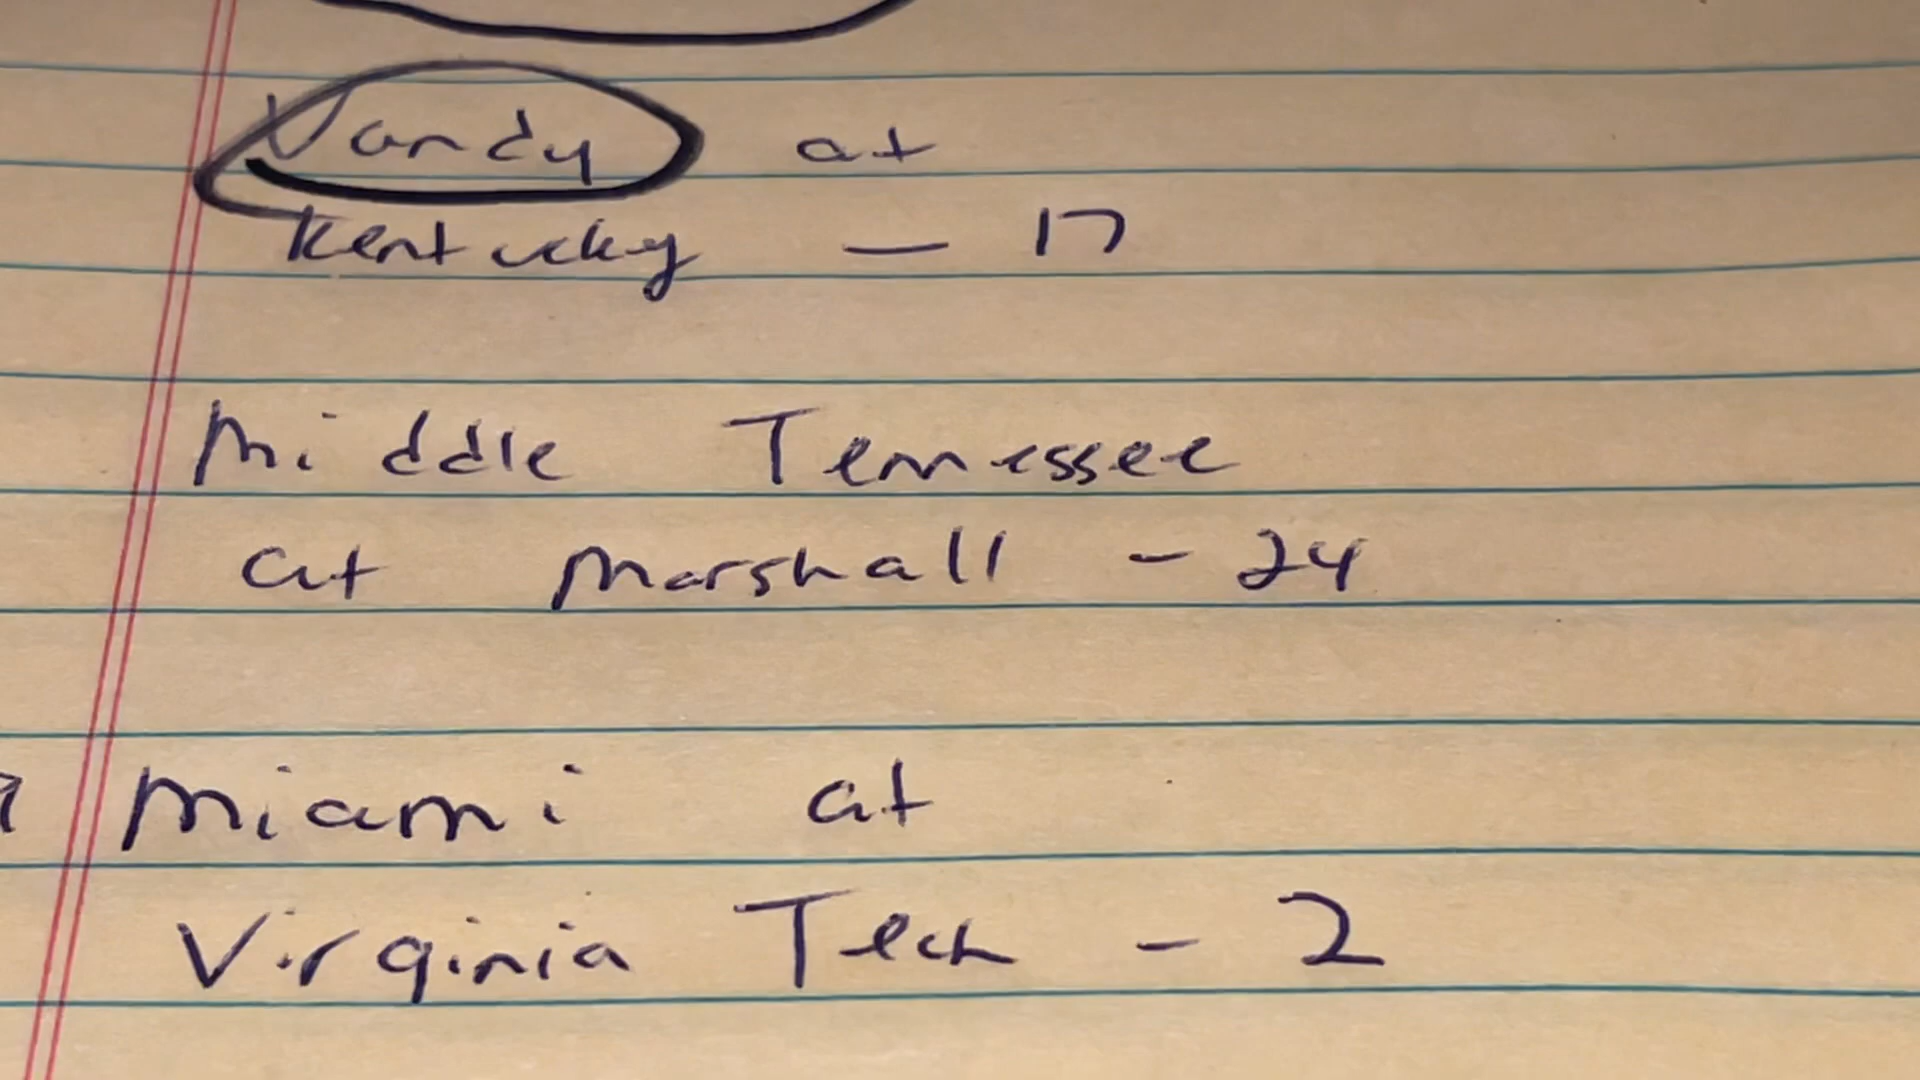 Vandy at
Kentucky - 17
Middle Tennessee
at Marshall - 24
Miami at
Virginia Tech - 2